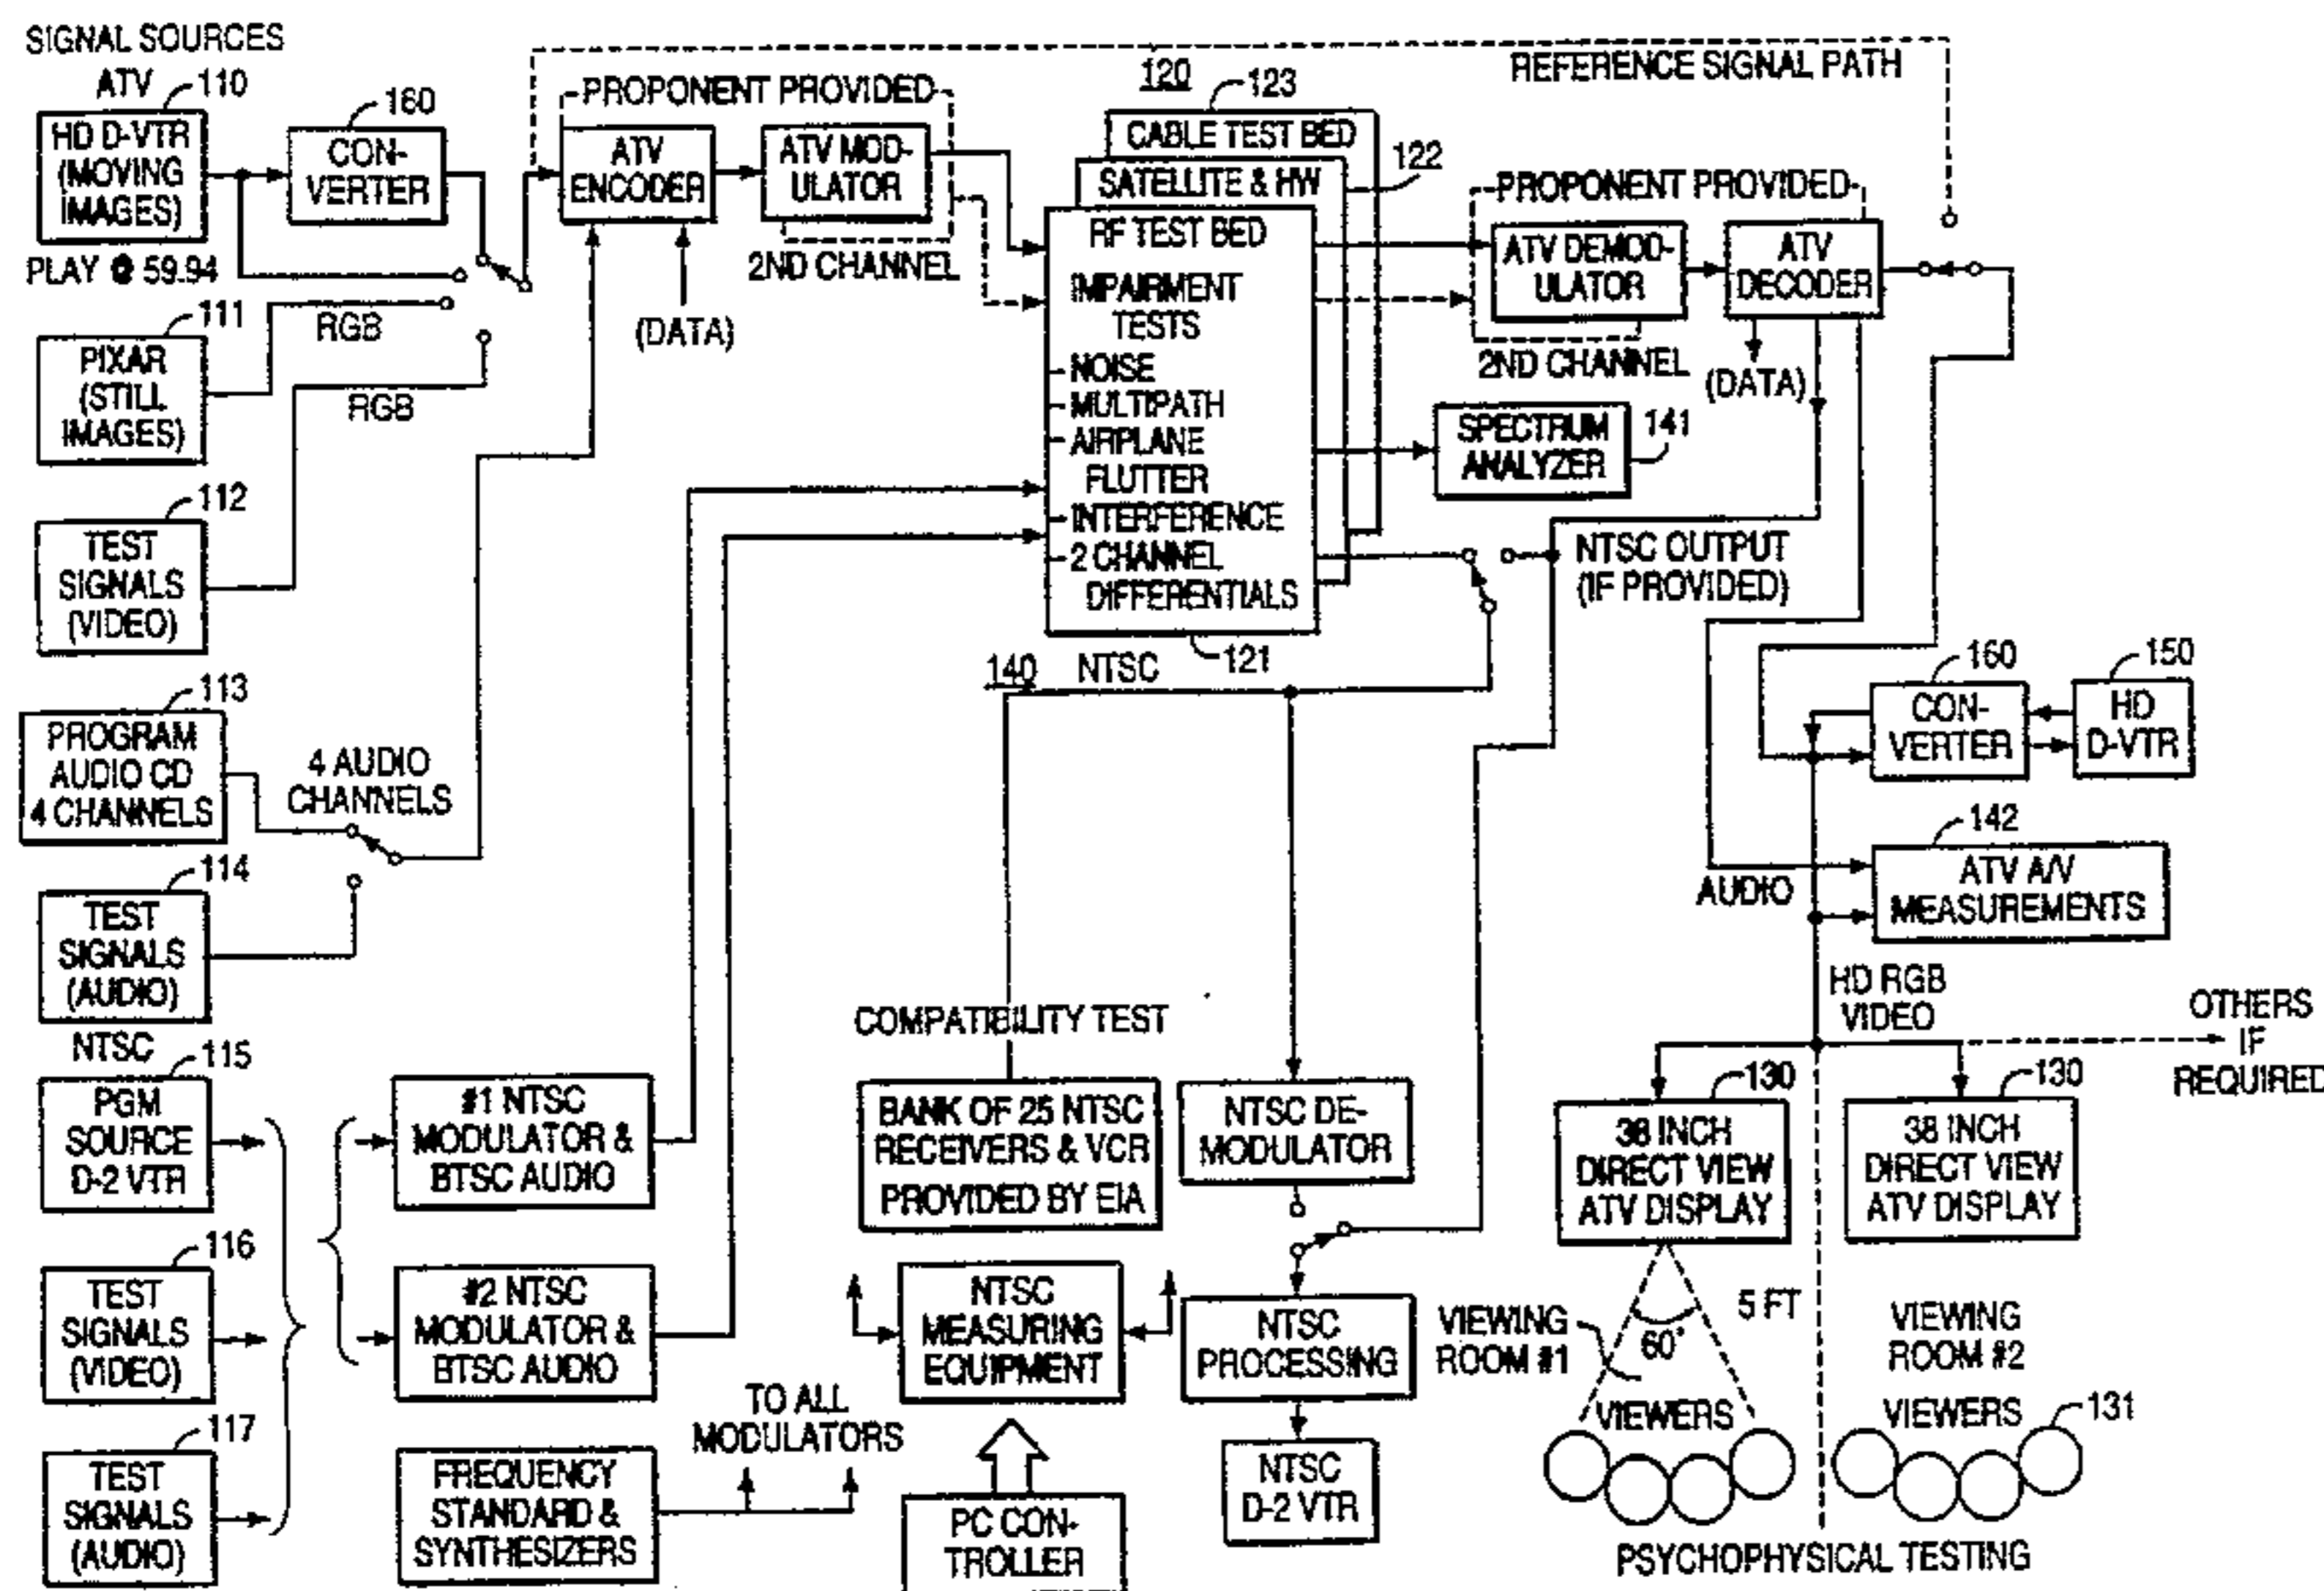 SIGNAL SOURCES
ATV
110
HD D-VTR
(MOVING
IMAGES)
PLAY @ 59.94
160
CON-
VERTER
PROPONENT PROVIDED
ATV
ENCODER
ATV MOD-
ULATOR
2ND CHANNEL
(DATA)
120
123
CABLE TEST BED
122
SATELLITE & HW
RF TEST BED
IMPAIRMENT
TESTS
NOISE
MULTIPATH
AIRPLANE
FLUTTER
INTERFERENCE
2 CHANNEL
DIFFERENTIALS
121
REFERENCE SIGNAL PATH
PROPONENT PROVIDED
ATV DEMOD-
ULATOR
ATV
DECODER
2ND CHANNEL
(DATA)
SPECTRUM
ANALYZER
141
NTSC OUTPUT
(IF PROVIDED)
111
PIXAR
(STILL
IMAGES)
RGB
RGB
112
TEST
SIGNALS
(VIDEO)
113
PROGRAM
AUDIO CD
4 CHANNELS
4 AUDIO
CHANNELS
114
TEST
SIGNALS
(AUDIO)
140
NTSC
160
CON-
VERTER
150
HD
D-VTR
142
ATV A/V
MEASUREMENTS
AUDIO
HD RGB
VIDEO
OTHERS
IF
REQUIRED
NTSC
115
PGM
SOURCE
D-2 VTR
116
TEST
SIGNALS
(VIDEO)
117
TEST
SIGNALS
(AUDIO)
#1 NTSC
MODULATOR &
BTSC AUDIO
#2 NTSC
MODULATOR &
BTSC AUDIO
FREQUENCY
STANDARD &
SYNTHESIZERS
TO ALL
MODULATORS
COMPATIBILITY TEST
BANK OF 25 NTSC
RECEIVERS & VCR
PROVIDED BY EIA
NTSC DE-
MODULATOR
NTSC
MEASURING
EQUIPMENT
NTSC
PROCESSING
PC CON-
TROLLER
NTSC
D-2 VTR
130
38 INCH
DIRECT VIEW
ATV DISPLAY
130
38 INCH
DIRECT VIEW
ATV DISPLAY
VIEWING
ROOM #1
60°
5 FT
VIEWERS
VIEWING
ROOM #2
VIEWERS
131
PSYCHOPHYSICAL TESTING